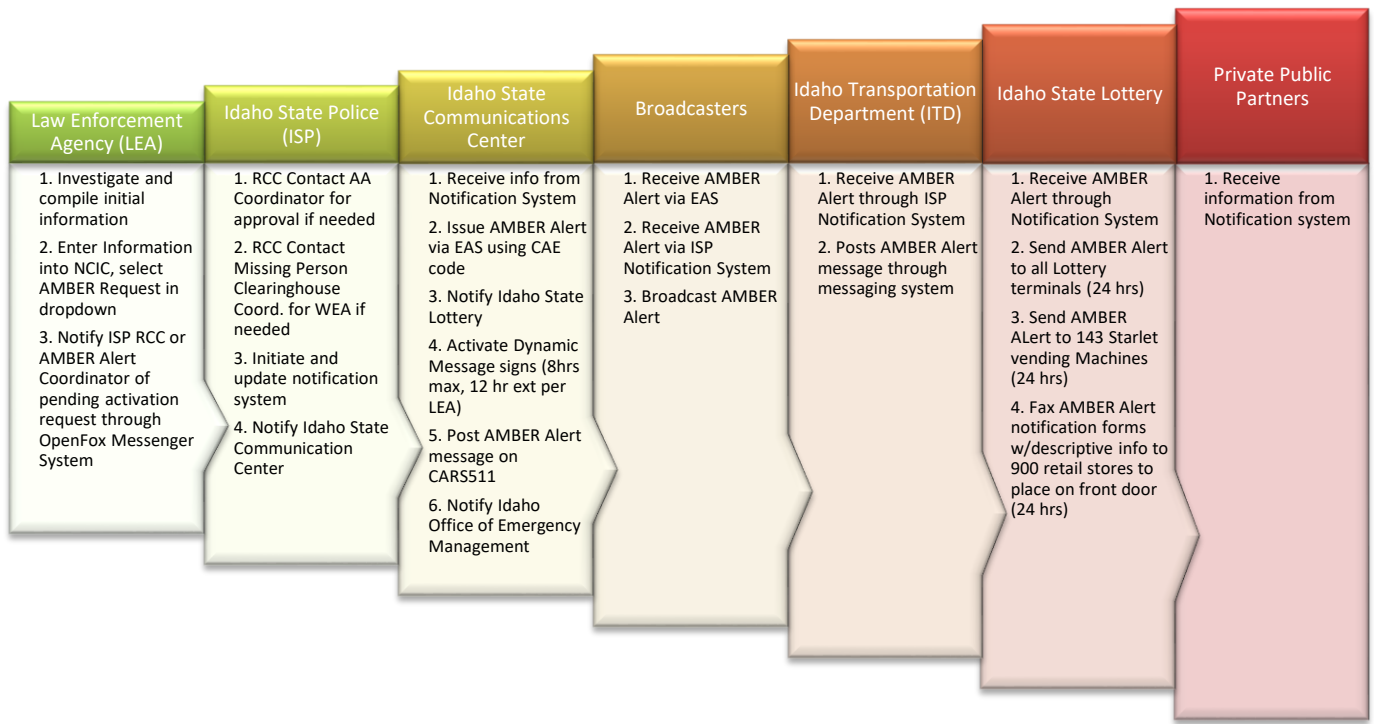 Law Enforcement
Agency (LEA)
1. Investigate and
compile initial
information
2. Enter Information
into NCIC, select
AMBER Request in
dropdown
3. Notify ISP RCC or
AMBER Alert
Coordinator of
pending activation
request through
OpenFox Messenger
System
Idaho State Police
(ISP)
1. RCC Contact AA
Coordinator for
approval if needed
2. RCC Contact
Missing Person
Clearinghouse
Coord. for WEA if
needed
3. Initiate and
update notification
system
4. Notify Idaho State
Communication
Center
Idaho State
Communications
Center
1. Receive info from
Notification System
2. Issue AMBER Alert
via EAS using CAE
code
3. Notify Idaho State
Lottery
4. Activate Dynamic
Message signs (8hrs
max, 12 hr ext per
LEA)
5. Post AMBER Alert
message on
CARS511
6. Notify Idaho
Office of Emergency
Management
Broadcasters
1. Receive AMBER
Alert via EAS
2. Receive AMBER
Alert via ISP
Notification System
3. Broadcast AMBER
Alert
Idaho Transportation
Department (ITD)
1. Receive AMBER
Alert through ISP
Notification System
2. Posts AMBER Alert
message through
messaging system
Idaho State Lottery
1. Receive AMBER
Alert through
Notification System
2. Send AMBER Alert
to all Lottery
terminals (24 hrs)
3. Send AMBER
ALert to 143 Starlet
vending Machines
(24 hrs)
4. Fax AMBER Alert
notification forms
w/descriptive info to
900 retail stores to
place on front door
(24 hrs)
Private Public
Partners
1. Receive
information from
Notification system